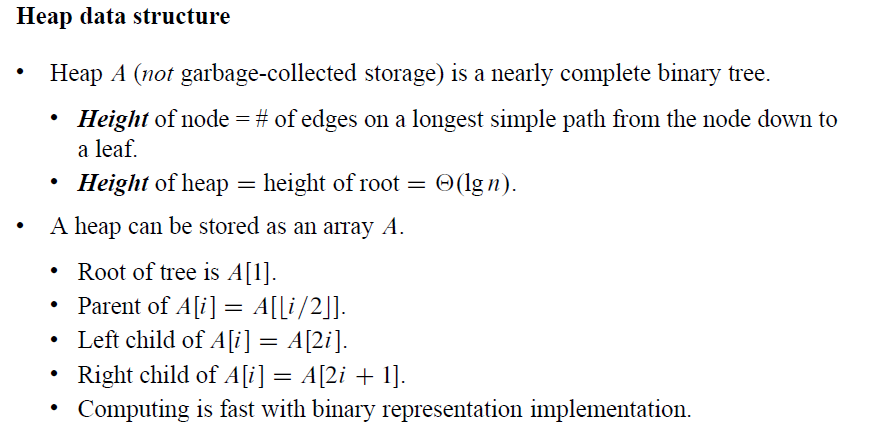 Heap data structure
• Heap A (not garbage-collected storage) is a nearly complete binary tree.
• Height of node = # of edges on a longest simple path from the node down to
a leaf.
• Height of heap = height of root = Θ(lg n).
• A heap can be stored as an array A.
• Root of tree is A[1].
• Parent of A[i] = A[⌊i/2⌋].
• Left child of A[i] = A[2i].
• Right child of A[i] = A[2i + 1].
• Computing is fast with binary representation implementation.